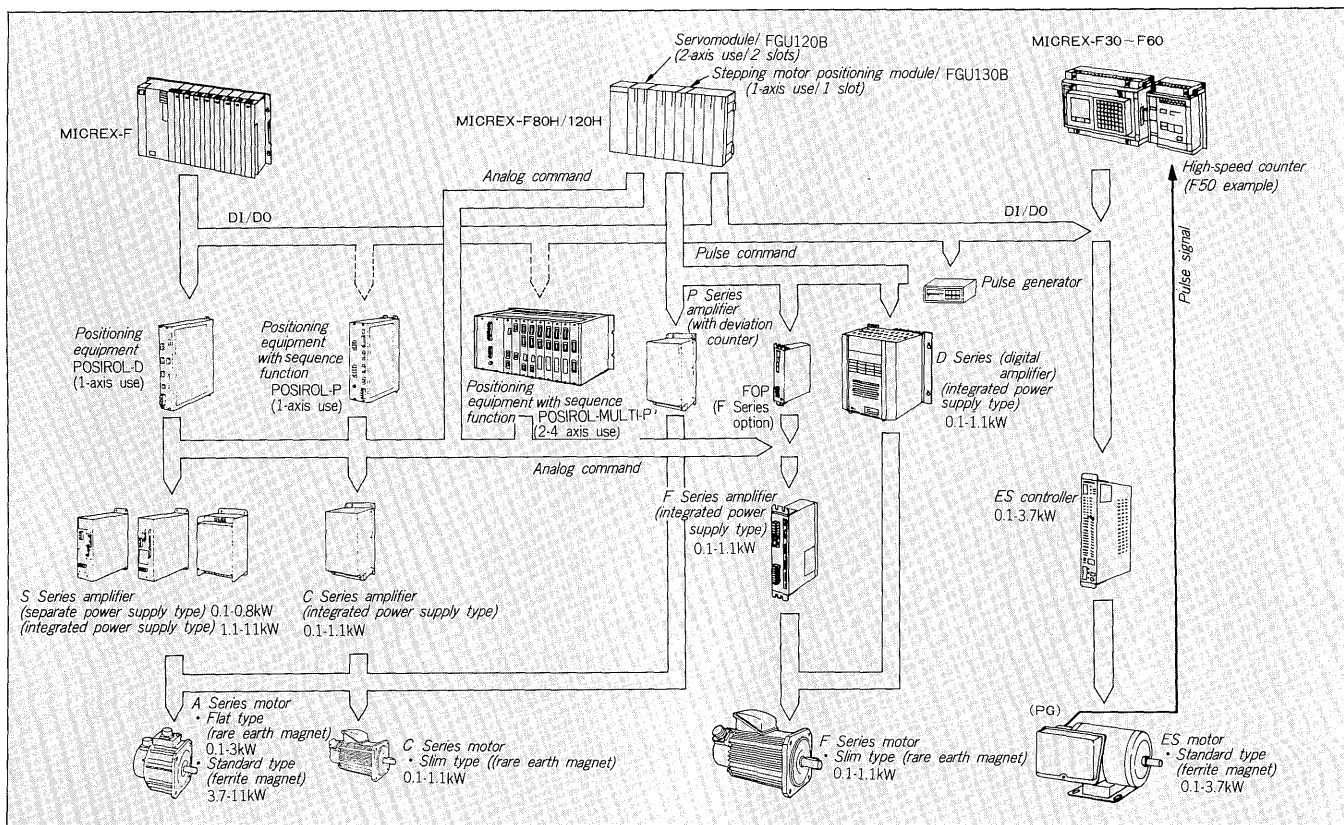 Servomodule/ FGU120B
(2-axis use/2 slots)
Stepping motor positioning module/ FGU130B
(1-axis use/1 slot)
MICREX-F30~F60
MICREX-F
MICREX-F80H/120H
High-speed counter
(F50 example)
Analog command
DI/DO
DI/DO
Pulse command
Pulse signal
Pulse generator
Positioning
equipment
POSIROL-D
(1-axis use)
Positioning
equipment
with sequence
function
POSIROL-P
(1-axis use)
Positioning
equipment with sequence
function POSIROL-MULTI-P'
(2-4 axis use)
P Series
amplifier
(with deviation
counter)
FOP
(F Series
option)
D Series (digital
amplifier)
(integrated power
supply type)
0.1-1.1kW
Analog command
S Series amplifier
(separate power supply type) 0.1-0.8kW
(integrated power supply type) 1.1-11kW
C Series amplifier
(integrated power supply type)
0.1-1.1kW
F Series amplifier
(integrated power
supply type)
0.1-1.1kW
ES controller
0.1-3.7kW
A Series motor
· Flat type
(rare earth magnet)
0.1-3kW
· Standard type
(ferrite magnet)
3.7-11kW
C Series motor
· Slim type ((rare earth magnet)
0.1-1.1kW
F Series motor
· Slim type (rare earth magnet)
0.1-1.1kW
(PG)
ES motor
· Standard type
(ferrite magnet)
0.1-3.7kW